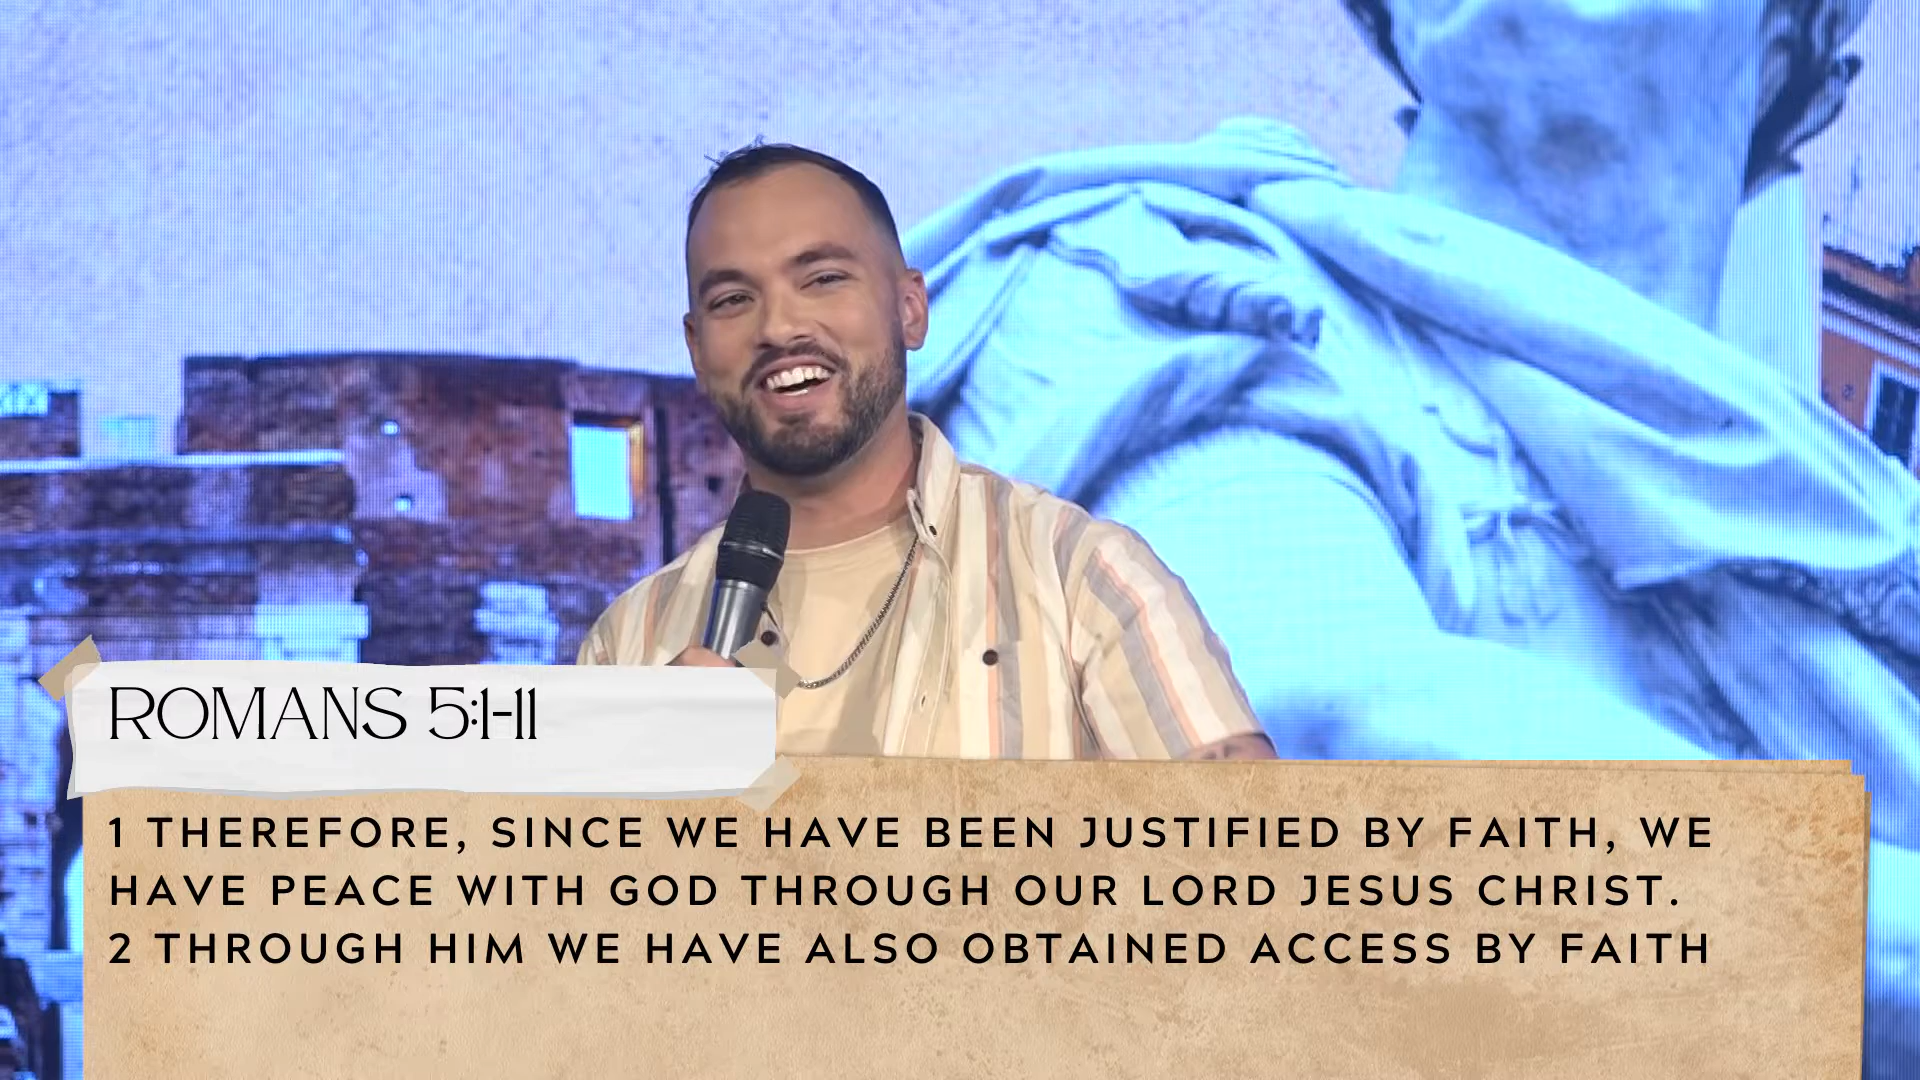 ROMANS 5:1-11
1 THEREFORE, SINCE WE HAVE BEEN JUSTIFIED BY FAITH, WE
HAVE PEACE WITH GOD THROUGH OUR LORD JESUS CHRIST.
2 THROUGH HIM WE HAVE ALSO OBTAINED ACCESS BY FAITH